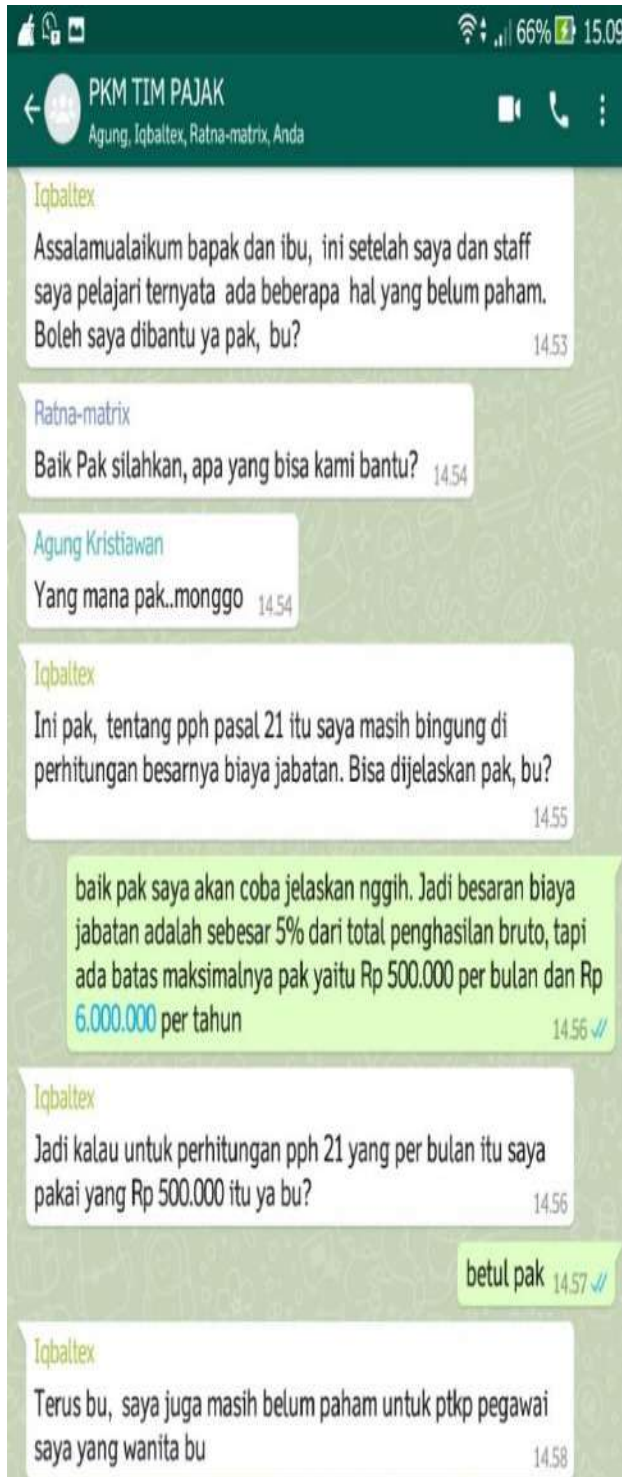 66% 15.09
PKM TIM PAJAK
Agung, Iqbaltex, Ratna-matrix, Anda
Iqbaltex
Assalamualaikum bapak dan ibu, ini setelah saya dan staff
saya pelajari ternyata ada beberapa hal yang belum paham.
Boleh saya dibantu ya pak, bu?
14.53
Ratna-matrix
Baik Pak silahkan, apa yang bisa kami bantu? 14.54
Agung Kristiawan
Yang mana pak..monggo 14.54
Iqbaltex
Ini pak, tentang pph pasal 21 itu saya masih bingung di
perhitungan besarnya biaya jabatan. Bisa dijelaskan pak, bu?
14.55
baik pak saya akan coba jelaskan nggih. Jadi besaran biaya
jabatan adalah sebesar 5% dari total penghasilan bruto, tapi
ada batas maksimalnya pak yaitu Rp 500.000 per bulan dan Rp
6.000.000 per tahun 14.56
Iqbaltex
Jadi kalau untuk perhitungan pph 21 yang per bulan itu saya
pakai yang Rp 500.000 itu ya bu? 14.56
betul pak 14.57
Iqbaltex
Terus bu, saya juga masih belum paham untuk ptkp pegawai
saya yang wanita bu 14.58